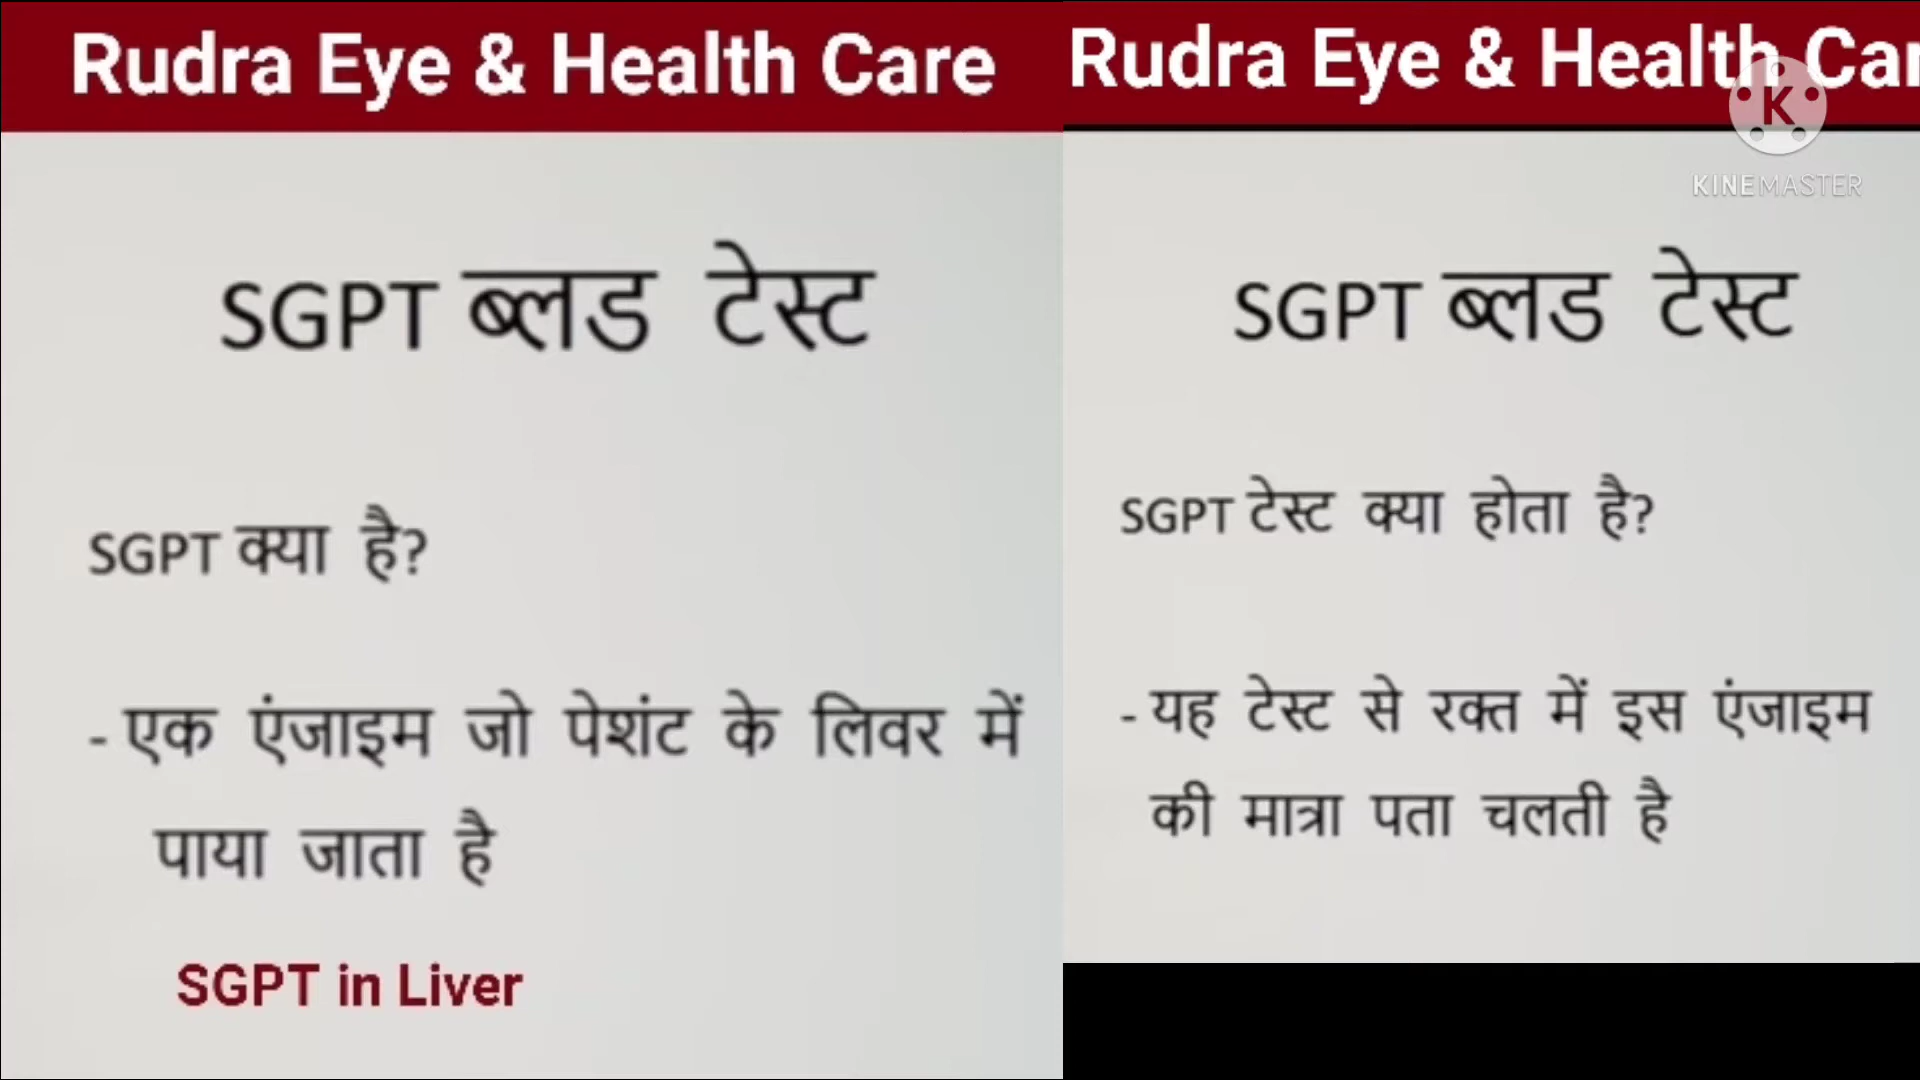 Rudra Eye & Health Care
SGPT ब्लड टेस्ट
SGPT क्या है?
- एक एंजाइम जो पेशंट के लिवर में
पाया जाता है
SGPT in Liver
Rudra Eye & Health Car
KINEMASTER
SGPT ब्लड टेस्ट
SGPT टेस्ट क्या होता है?
- यह टेस्ट से रक्त में इस एंजाइम
की मात्रा पता चलती है